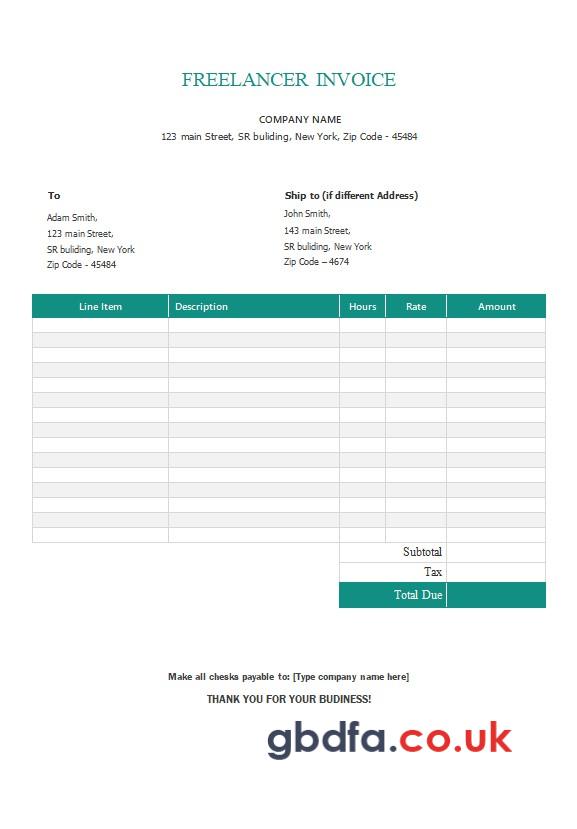 FREELANCER INVOICE
COMPANY NAME
123 main Street, SR buliding, New York, Zip Code - 45484
To
Adam Smith,
123 main Street,
SR buliding, New York
Zip Code - 45484
Ship to (if different Address)
John Smith,
143 main Street,
SR buliding, New York
Zip Code – 4674
Line Item Description Hours Rate Amount
Subtotal
Tax
Total Due
Make all chesks payable to: [Type company name here]
THANK YOU FOR YOUR BUDINESS!
gbdfa.co.uk